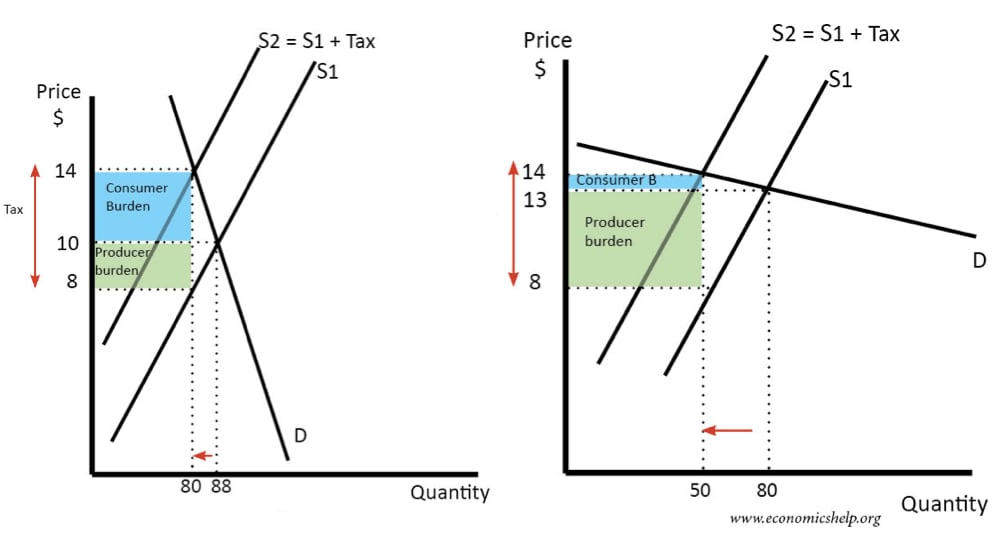 S2 = S1 + Tax
S1
Price
$
14
Tax
10
8
Consumer
Burden
Producer
burden
D
80 88
Quantity
Price
$
S2 = S1 + Tax
S1
14
13
8
Consumer B
Producer
burden
D
50 80
Quantity
www.economicshelp.org